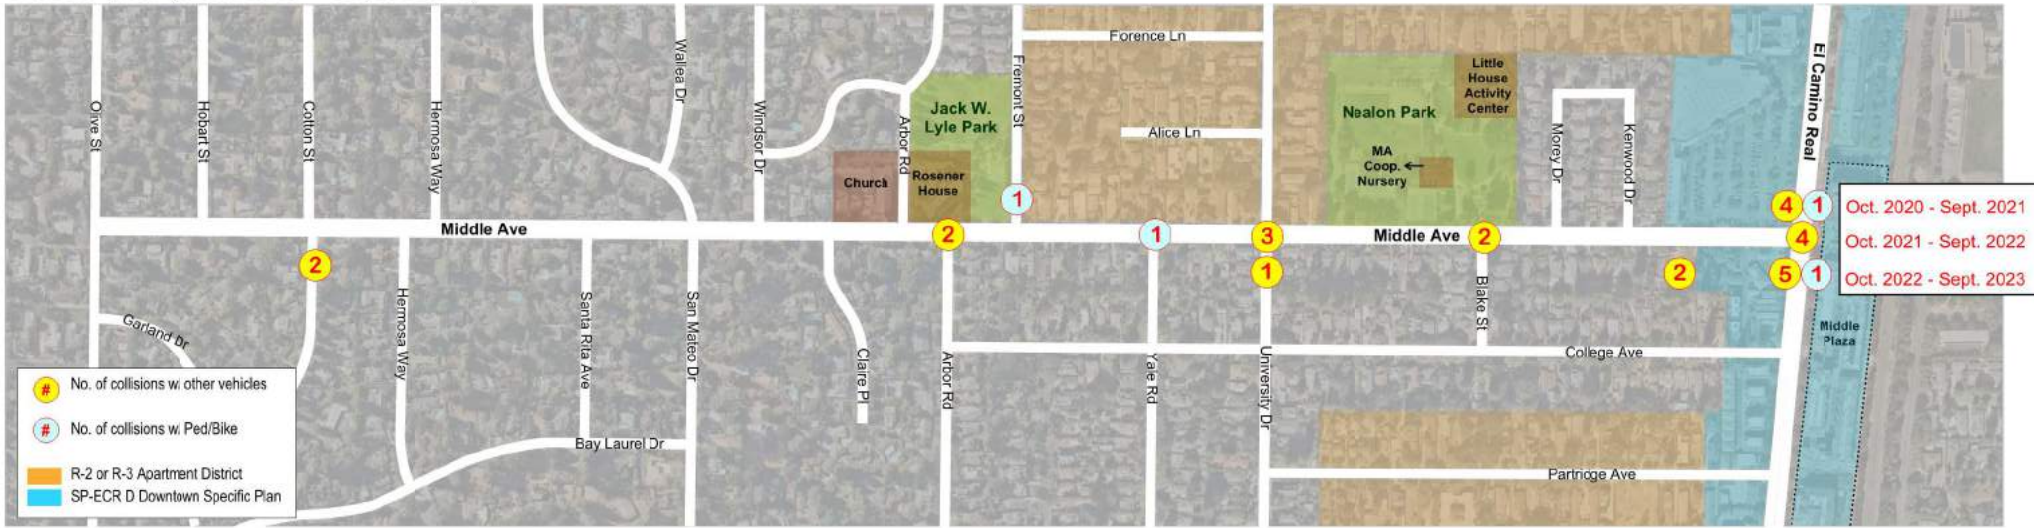 Forence Ln
El Camino Real
Little
House
Activity
Center
Wallea Dr
Fremont St
Olive St
Hobart St
Cotton St
Hermosa Way
Windsor Dr
Arbor Rd
Jack W.
Lyle Park
Nealon Park
Alice Ln
Morey Dr
Kenwood Dr
MA
Coop.
Nursery
Church
Rosener
House
1
4 1 Oct. 2020 - Sept. 2021
Middle Ave
2
1
3
Middle Ave
2
4 Oct. 2021 - Sept. 2022
2
1
2
5 1 Oct. 2022 - Sept. 2023
Hermosa Way
Santa Rita Ave
San Mateo Dr
Blake St
Garland Dr
Middle
Plaza
Claire Pl
Arbor Rd
Yale Rd
University Dr
College Ave
# No. of collisions w/ other vehicles
# No. of collisions w/ Ped/Bike
Bay Laurel Dr
R-2 or R-3 Apartment District
SP-ECR D Downtown Specific Plan
Partridge Ave